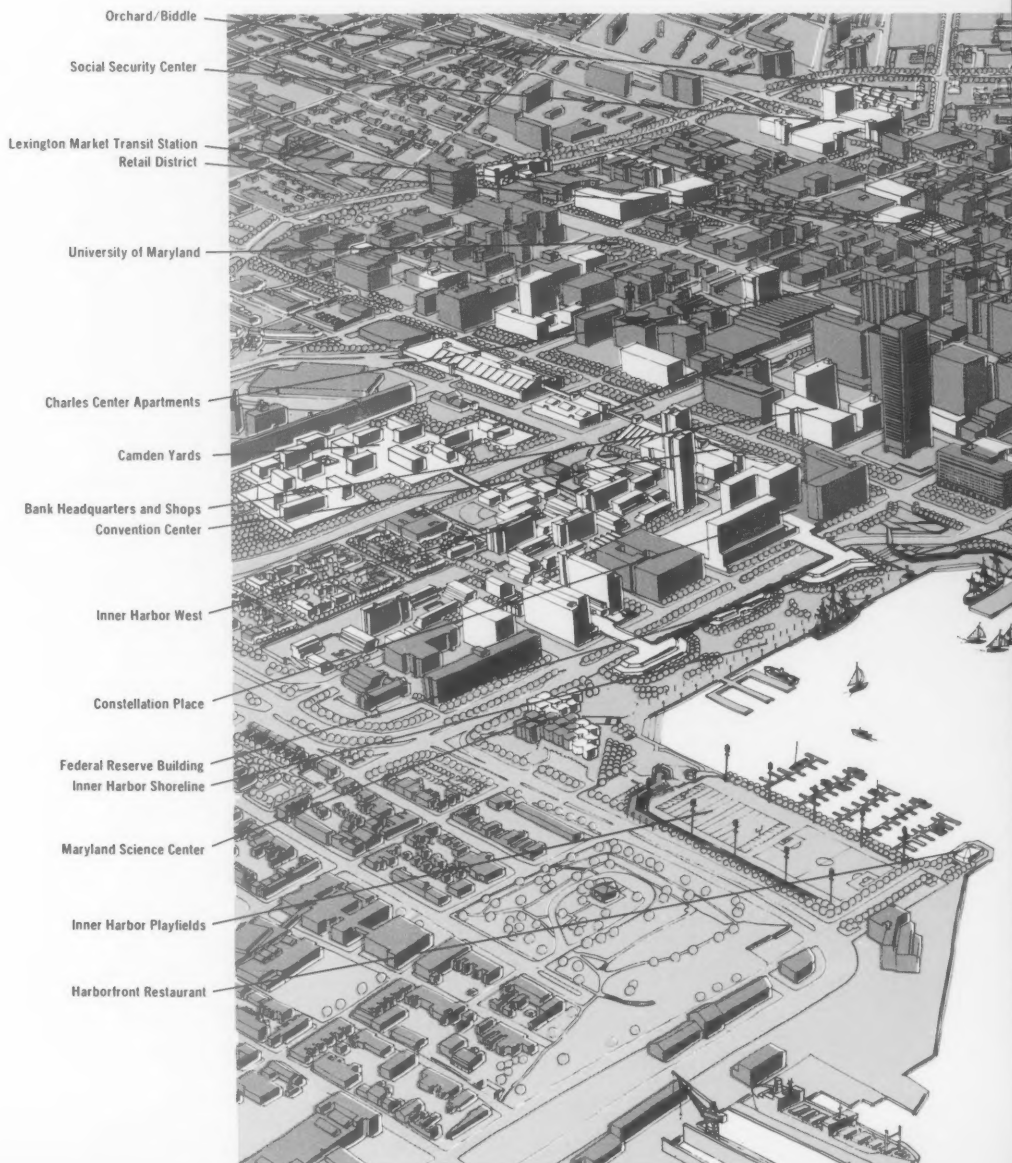 Orchard/Biddle
Social Security Center
Lexington Market Transit Station
Retail District
University of Maryland
Charles Center Apartments
Camden Yards
Bank Headquarters and Shops
Convention Center
Inner Harbor West
Constellation Place
Federal Reserve Building
Inner Harbor Shoreline
Maryland Science Center
Inner Harbor Playfields
Harborfront Restaurant